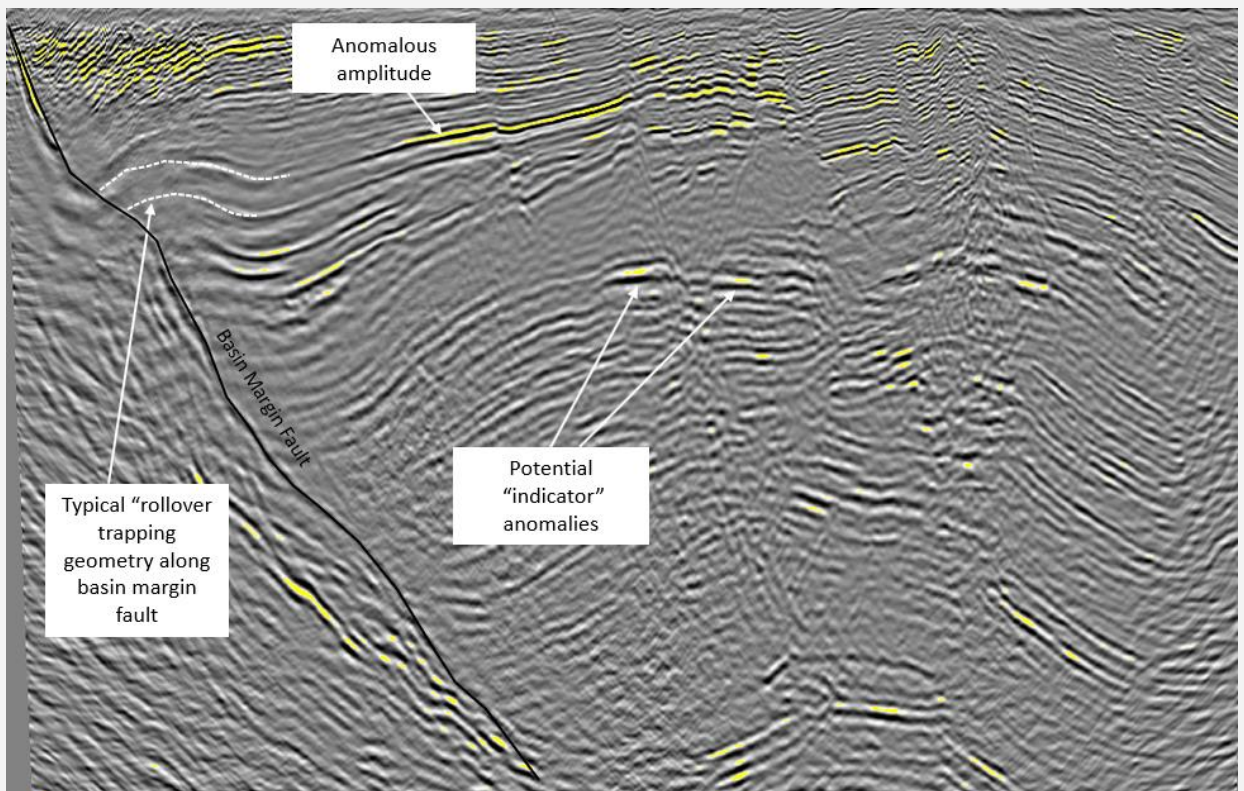 Anomalous
amplitude
Basin Margin Fault
Potential
“indicator”
anomalies
Typical “rollover
trapping
geometry along
basin margin
fault